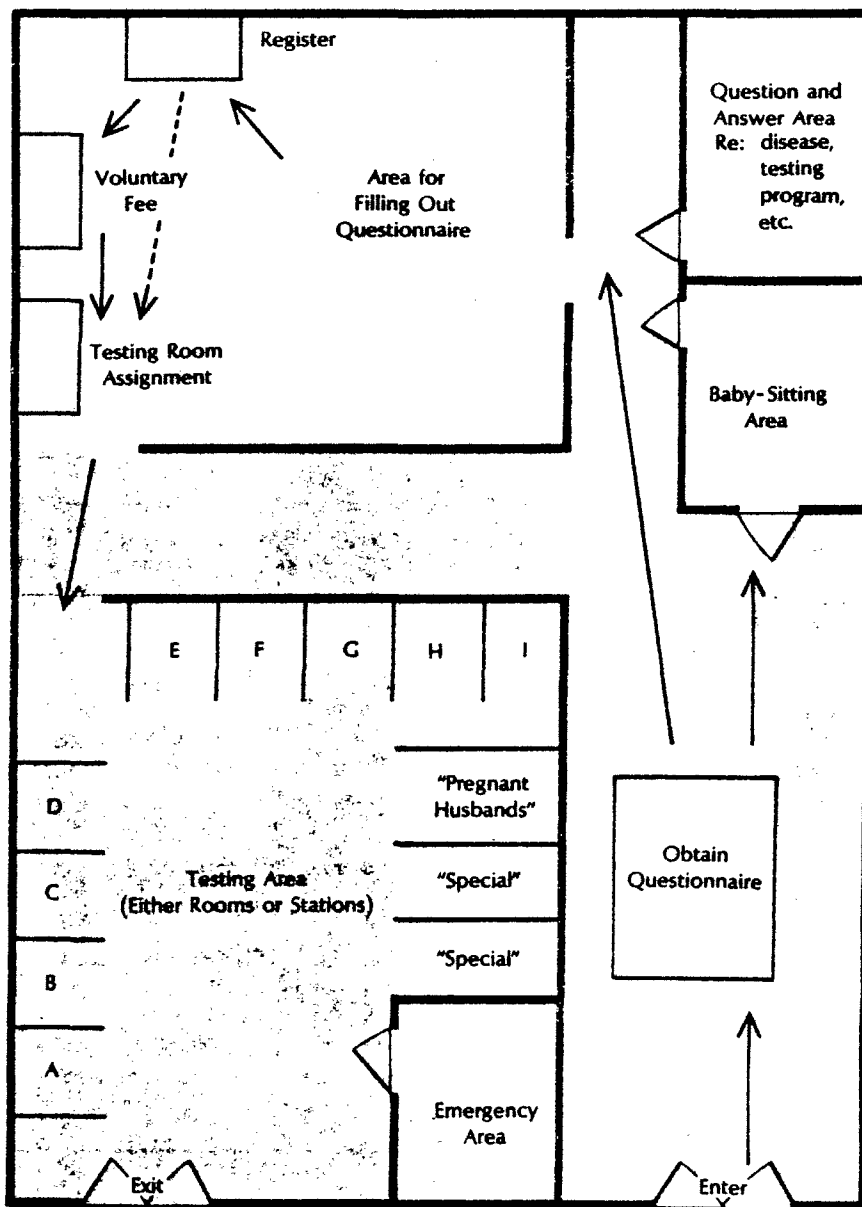 Register
Question and
Answer Area
Re: disease,
testing
program,
etc.
Voluntary
Fee
Area for
Filling Out
Questionnaire
Testing Room
Assignment
Baby-Sitting
Area
E F G H I
D
C
B
A
"Pregnant
Husbands"
Testing Area
(Either Rooms or Stations)
"Special"
"Special"
Obtain
Questionnaire
Emergency
Area
Exit
Enter